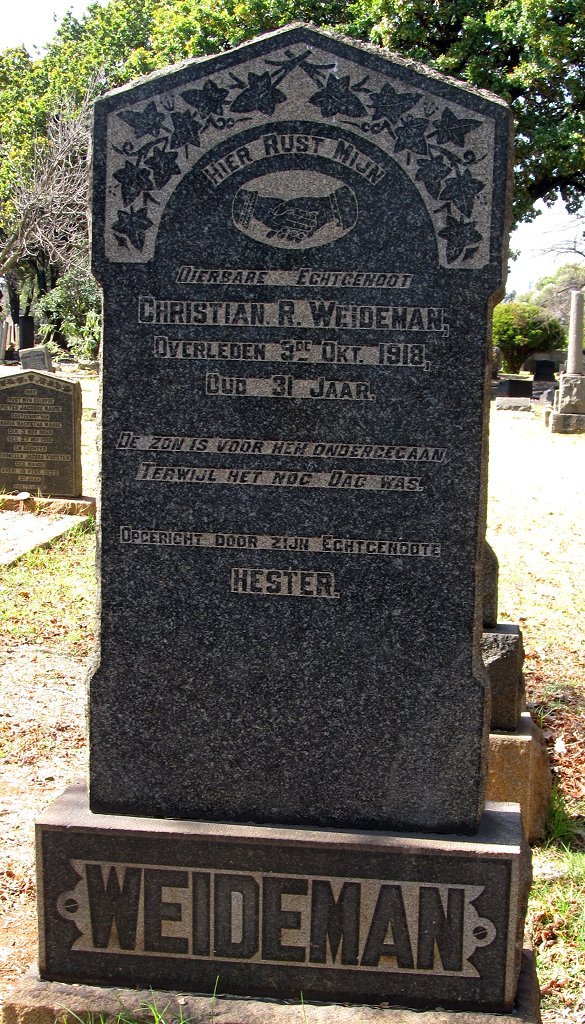 HIER RUST MIJN
DIERBARE ECHTGENOOT
CHRISTIAN. R. WEIDEMAN,
OVERLEDEN 3DE OKT. 1918,
OUD 31 JAAR.
DE ZON IS VOOR HEM ONDERGEGAAN
TERWIJL HET NOG DAG WAS.
OPGERICHT DOOR ZIJN ECHTGENOOTE
HESTER.
WEIDEMAN